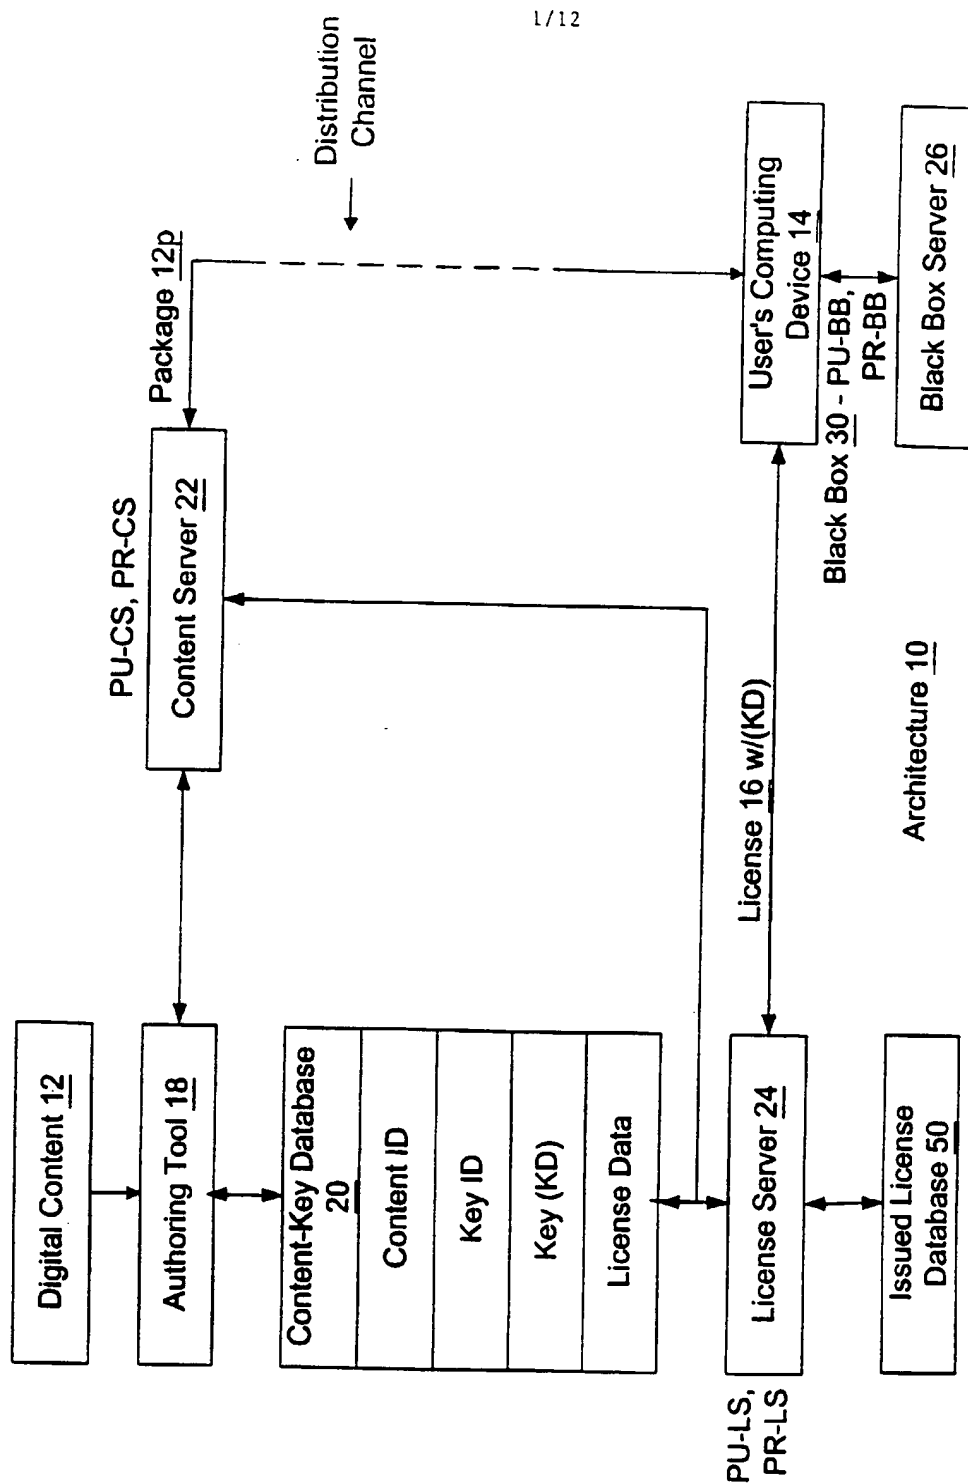 1/12
Digital Content 12
Authoring Tool 18
Content-Key Database
20
Content ID
Key ID
Key (KD)
License Data
PU-LS,
PR-LS
License Server 24
Issued License
Database 50
PU-CS, PR-CS
Content Server 22
Package 12p
Distribution
Channel
License 16 w/(KD)
User's Computing
Device 14
Black Box 30 - PU-BB,
PR-BB
Black Box Server 26
Architecture 10